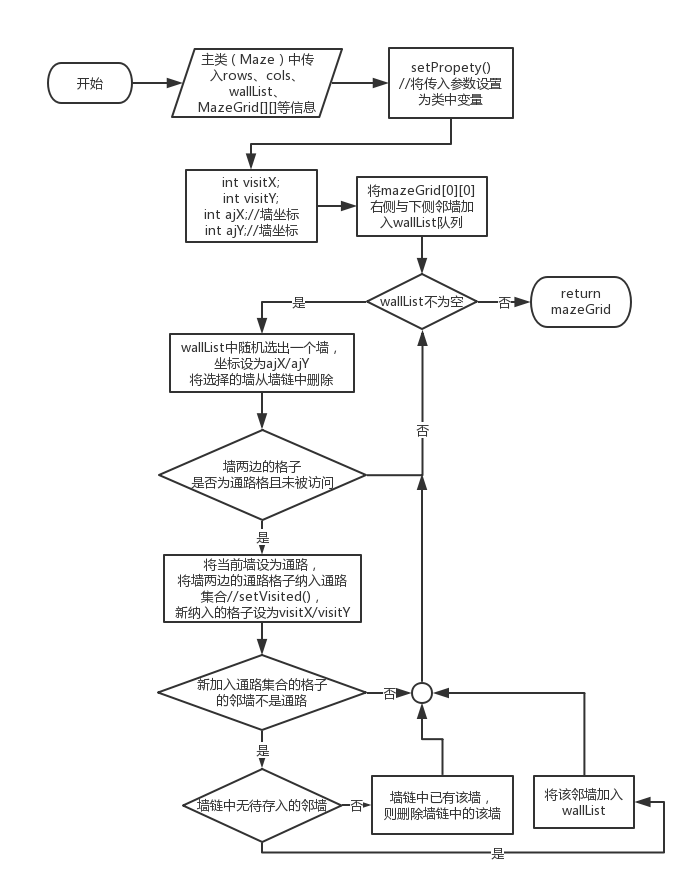 开始
主类（Maze）中传
入rows、cols、
wallList、
MazeGrid[][]等信息
setPropety()
//将传入参数设置
为类中变量
int visitX;
int visitY;
int ajX;//墙坐标
int ajY;//墙坐标
将mazeGrid[0][0]
右侧与下侧邻墙加
入wallList队列
wallList不为空
是
否
return
mazeGrid
wallList中随机选出一个墙，
坐标设为ajX/ajY
将选择的墙从墙链中删除
否
墙两边的格子
是否为通路格且未被访问
是
将当前墙设为通路，
将墙两边的通路格子纳入通路
集合//setVisited()，
新纳入的格子设为visitX/visitY
新加入通路集合的格子
的邻墙不是通路
否
是
墙链中无待存入的邻墙
否
墙链中已有该墙，
则删除墙链中的该墙
将该邻墙加入
wallList
是